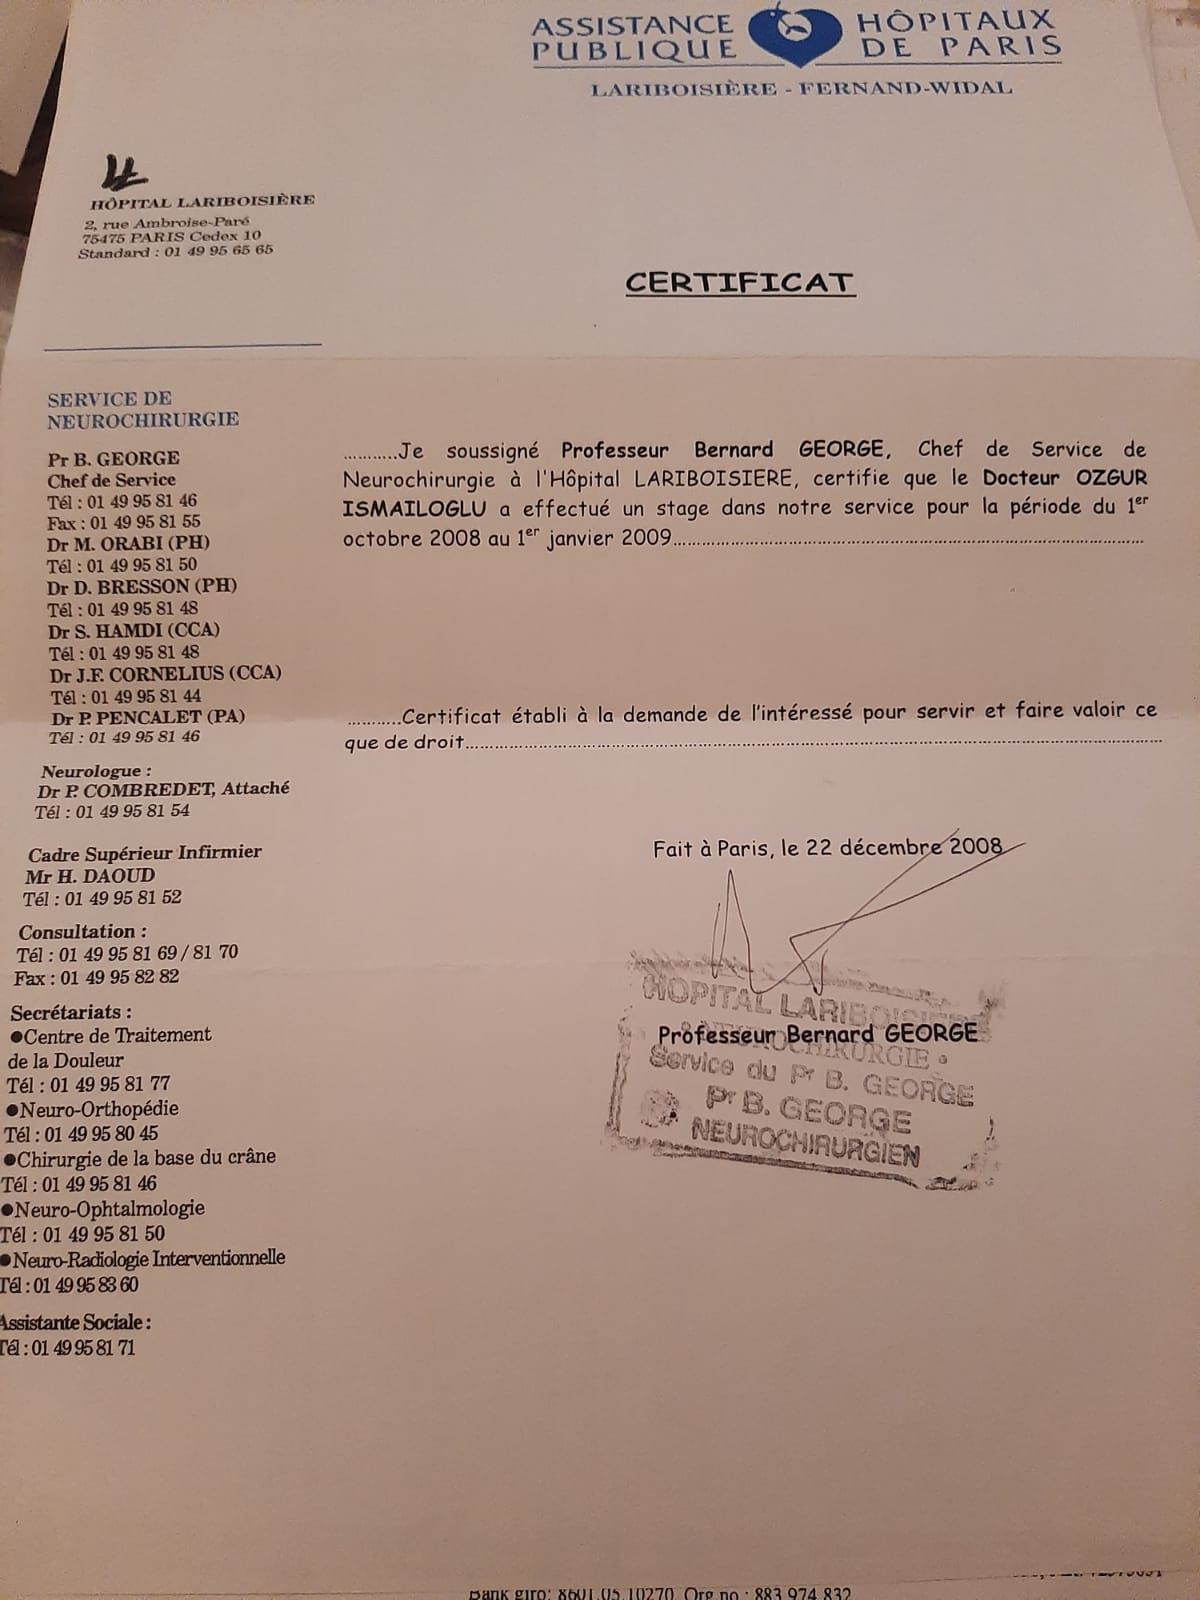 ASSISTANCE HÔPITAUX
PUBLIQUE DE PARIS
LARIBOISIÈRE - FERNAND-WIDAL
HÔPITAL LARIBOISIÈRE
2, rue Ambroise-Paré
75475 PARIS Cedex 10
Standard : 01 49 95 65 65
CERTIFICAT
SERVICE DE
NEUROCHIRURGIE
Pr B. GEORGE
Chef de Service
Tél : 01 49 95 81 46
Fax : 01 49 95 81 55
Dr M. ORABI (PH)
Tél : 01 49 95 81 50
Dr D. BRESSON (PH)
Tél : 01 49 95 81 48
Dr S. HAMDI (CCA)
Tél : 01 49 95 81 48
Dr J.F. CORNELIUS (CCA)
Tél : 01 49 95 81 44
Dr P. PENCALET (PA)
Tél : 01 49 95 81 46
Neurologue :
Dr P. COMBREDET, Attaché
Tél : 01 49 95 81 54
Cadre Supérieur Infirmier
Mr H. DAOUD
Tél : 01 49 95 81 52
Consultation :
Tél : 01 49 95 81 69 / 81 70
Fax : 01 49 95 82 82
Secrétariats :
●Centre de Traitement
de la Douleur
Tél : 01 49 95 81 77
●Neuro-Orthopédie
Tél : 01 49 95 80 45
●Chirurgie de la base du crâne
Tél : 01 49 95 81 46
●Neuro-Ophtalmologie
Tél : 01 49 95 81 50
●Neuro-Radiologie Interventionnelle
Tél : 01 49 95 83 60
Assistante Sociale :
Tél : 01 49 95 81 71
...........Je soussigné Professeur Bernard GEORGE, Chef de Service de
Neurochirurgie à l'Hôpital LARIBOISIERE, certifie que le Docteur OZGUR
ISMAILOGLU a effectué un stage dans notre service pour la période du 1er
octobre 2008 au 1er janvier 2009..............................
...........Certificat établi à la demande de l'intéressé pour servir et faire valoir ce
que de droit..............................
Fait à Paris, le 22 décembre 2008
HOPITAL LARIBOISIERE
Professeur Bernard GEORGE
NEUROCHIRURGIE
Service du Pr B. GEORGE
Pr B. GEORGE
NEUROCHIRURGIEN
Bank giro: 8601.05.10270 Org no : 883 974 832